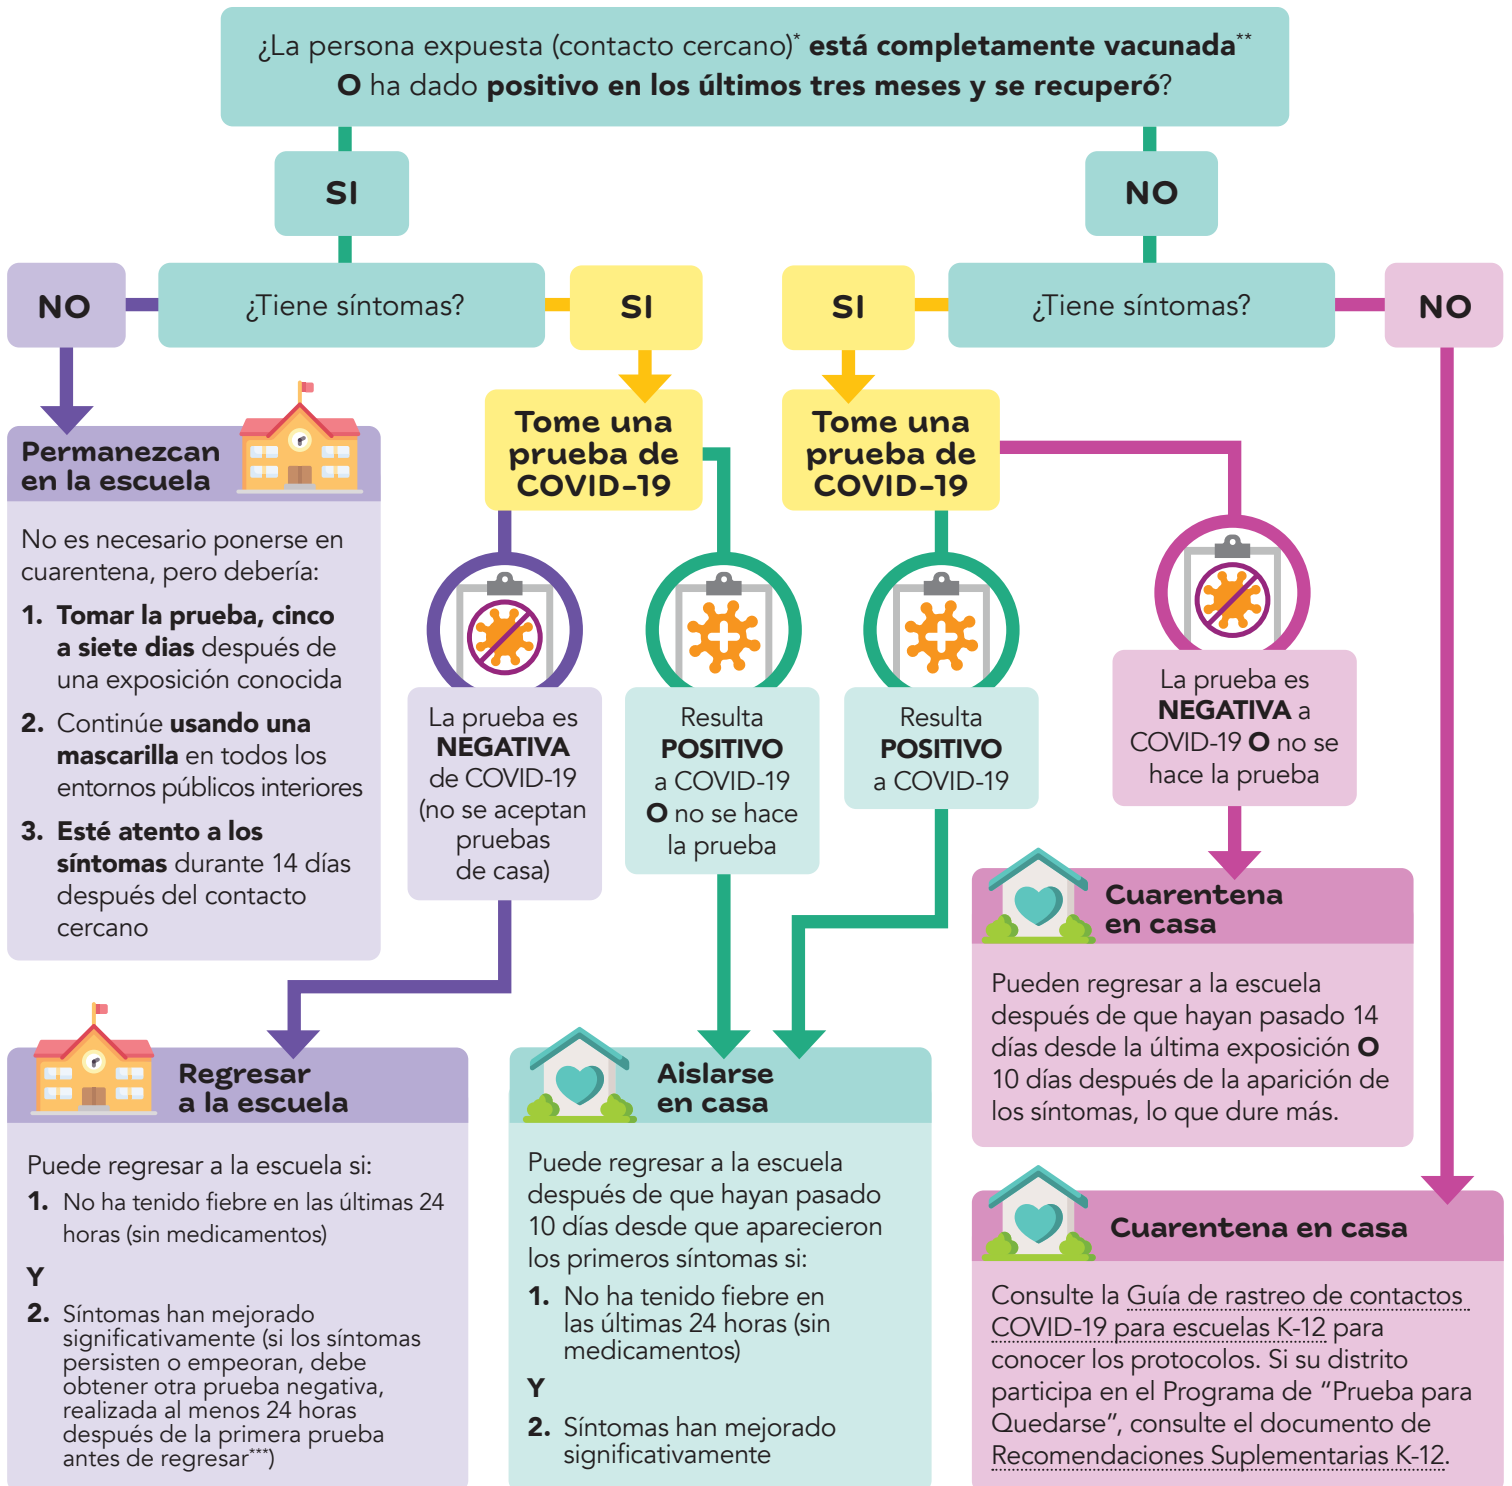 ¿La persona expuesta (contacto cercano)* está completamente vacunada**
O ha dado positivo en los últimos tres meses y se recuperó?
SI
NO
NO
¿Tiene síntomas?
SI
SI
¿Tiene síntomas?
NO
Permanezcan
en la escuela
No es necesario ponerse en
cuarentena, pero debería:
1. Tomar la prueba, cinco
a siete dias después de
una exposición conocida
2. Continúe usando una
mascarilla en todos los
entornos públicos interiores
3. Esté atento a los
síntomas durante 14 días
después del contacto
cercano
Tome una
prueba de
COVID-19
Tome una
prueba de
COVID-19
La prueba es
NEGATIVA
de COVID-19
(no se aceptan
pruebas
de casa)
Resulta
POSITIVO
a COVID-19
O no se hace
la prueba
Resulta
POSITIVO
a COVID-19
La prueba es
NEGATIVA a
COVID-19 O no se
hace la prueba
Regresar
a la escuela
Puede regresar a la escuela si:
1. No ha tenido fiebre en las últimas 24
horas (sin medicamentos)
Y
2. Síntomas han mejorado
significativamente (si los síntomas
persisten o empeoran, debe
obtener otra prueba negativa,
realizada al menos 24 horas
después de la primera prueba
antes de regresar***)
Aislarse
en casa
Puede regresar a la escuela
después de que hayan pasado
10 días desde que aparecieron
los primeros síntomas si:
1. No ha tenido fiebre en
las últimas 24 horas (sin
medicamentos)
Y
2. Síntomas han mejorado
significativamente
Cuarentena
en casa
Pueden regresar a la escuela
después de que hayan pasado 14
días desde la última exposición O
10 días después de la aparición de
los síntomas, lo que dure más.
Cuarentena en casa
Consulte la Guía de rastreo de contactos
COVID-19 para escuelas K-12 para
conocer los protocolos. Si su distrito
participa en el Programa de “Prueba para
Quedarse”, consulte el documento de
Recomendaciones Suplementarias K-12.